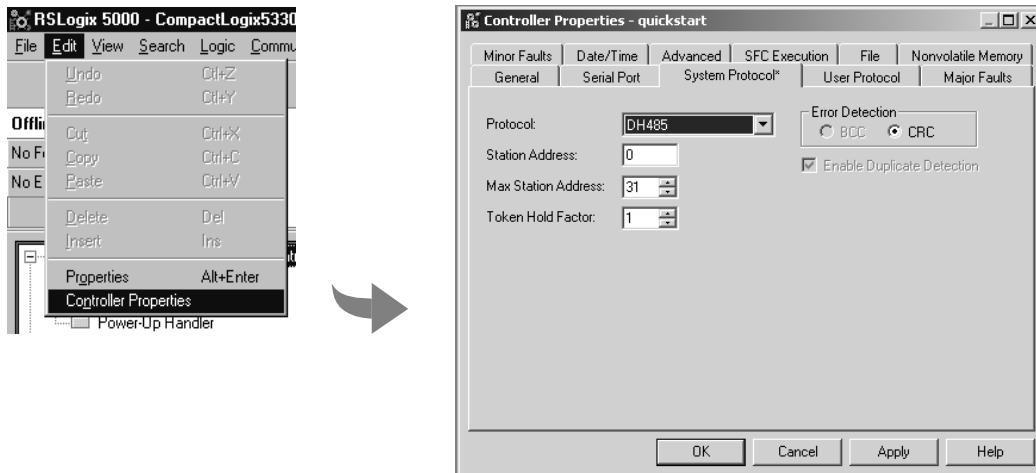 RSLogix 5000 - CompactLogix5330
File Edit View Search Logic Commu
Undo Ctl+Z
Redo Ctl+Y
Offli
Cut Ctrl+X
No F
Copy Ctrl+C
No E
Paste Ctrl+V
Delete Del
Insert Ins
Properties Alt+Enter
Controller Properties
Power-Up Handler
Controller Properties - quickstart
Minor Faults Date/Time Advanced SFC Execution File Nonvolatile Memory
General Serial Port System Protocol* User Protocol Major Faults
Protocol: DH485
Error Detection
BCC CRC
Station Address: 0
Enable Duplicate Detection
Max Station Address: 31
Token Hold Factor: 1
OK Cancel Apply Help